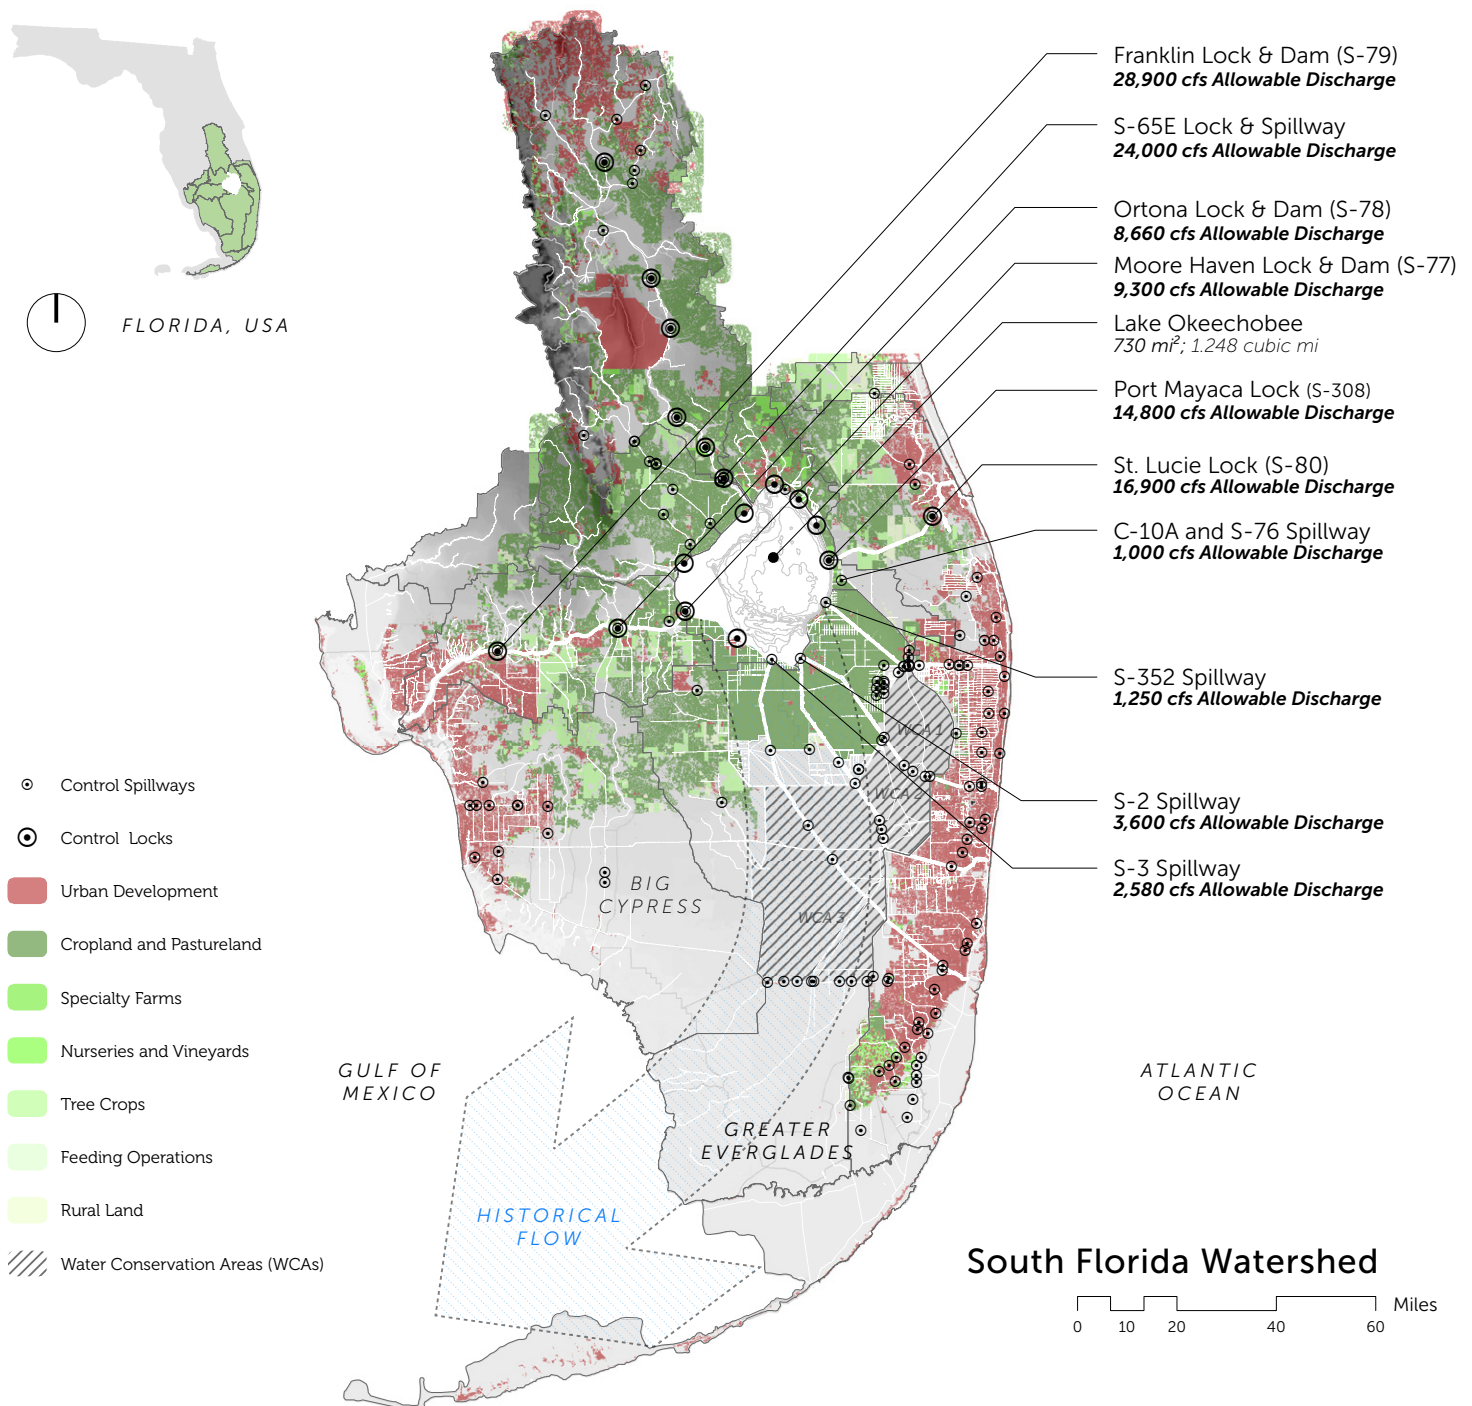 Franklin Lock & Dam (S-79)
28,900 cfs Allowable Discharge
S-65E Lock & Spillway
24,000 cfs Allowable Discharge
Ortona Lock & Dam (S-78)
8,660 cfs Allowable Discharge
Moore Haven Lock & Dam (S-77)
9,300 cfs Allowable Discharge
Lake Okeechobee
730 mi²; 1.248 cubic mi
Port Mayaca Lock (S-308)
14,800 cfs Allowable Discharge
St. Lucie Lock (S-80)
16,900 cfs Allowable Discharge
C-10A and S-76 Spillway
1,000 cfs Allowable Discharge
S-352 Spillway
1,250 cfs Allowable Discharge
S-2 Spillway
3,600 cfs Allowable Discharge
S-3 Spillway
2,580 cfs Allowable Discharge
FLORIDA, USA
Control Spillways
Control Locks
Urban Development
Cropland and Pastureland
Specialty Farms
Nurseries and Vineyards
Tree Crops
Feeding Operations
Rural Land
Water Conservation Areas (WCAs)
WCA 1
WCA 2
WCA 3
BIG
CYPRESS
GULF OF
MEXICO
ATLANTIC
OCEAN
GREATER
EVERGLADES
HISTORICAL
FLOW
South Florida Watershed
Miles
0 10 20 40 60